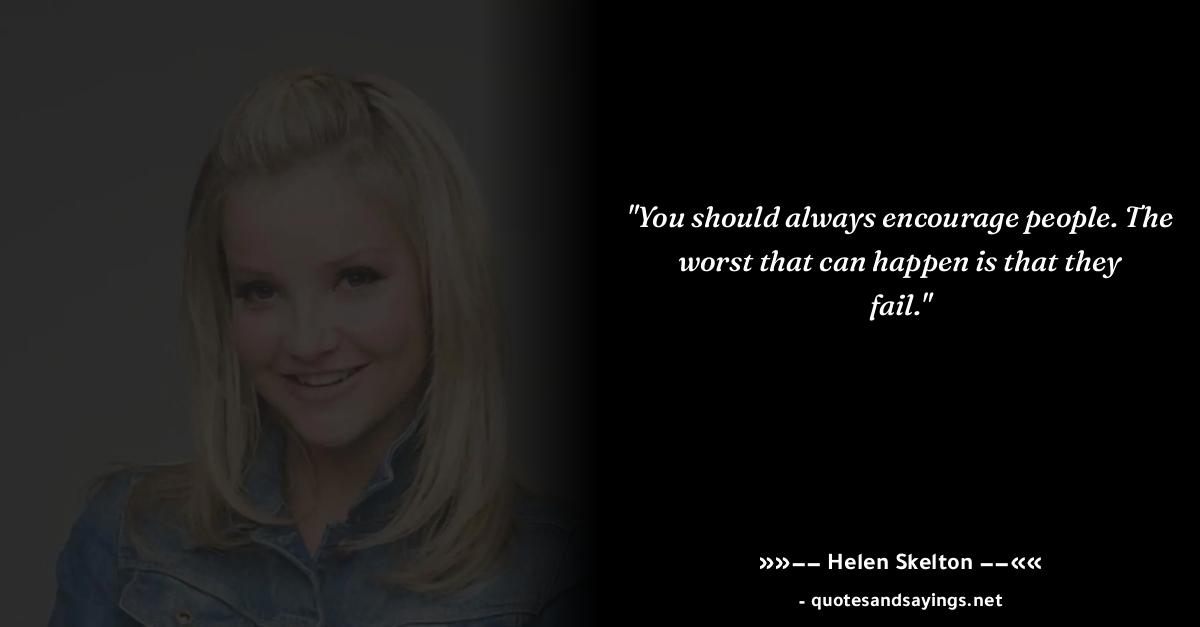 "You should always encourage people. The
worst that can happen is that they
fail."
»»−− Helen Skelton −−««
- quotesandsayings.net